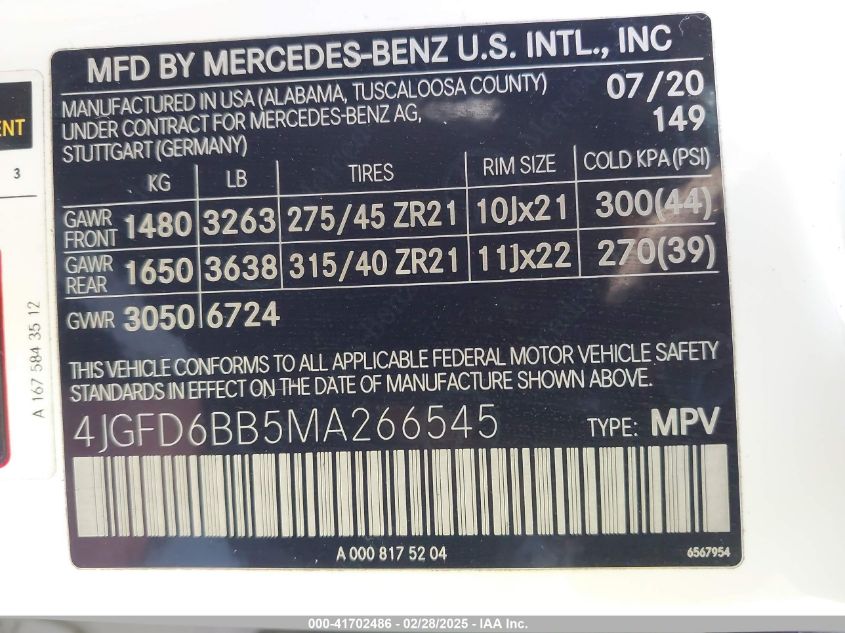 MFD BY MERCEDES-BENZ U.S. INTL., INC
MANUFACTURED IN USA (ALABAMA, TUSCALOOSA COUNTY) 07/20
UNDER CONTRACT FOR MERCEDES-BENZ AG, 149
STUTTGART (GERMANY)
KG LB TIRES RIM SIZE COLD KPA (PSI)
GAWR FRONT 1480 3263 275/45 ZR21 10Jx21 300(44)
GAWR REAR 1650 3638 315/40 ZR21 11Jx22 270(39)
GVWR 3050 6724
THIS VEHICLE CONFORMS TO ALL APPLICABLE FEDERAL MOTOR VEHICLE SAFETY
STANDARDS IN EFFECT ON THE DATE OF MANUFACTURE SHOWN ABOVE.
4JGFD6BB5MA266545 TYPE: MPV
A 000 817 52 04 6567954
3
A 167 584 35 12
000-41702486 - 02/28/2025 - IAA Inc.